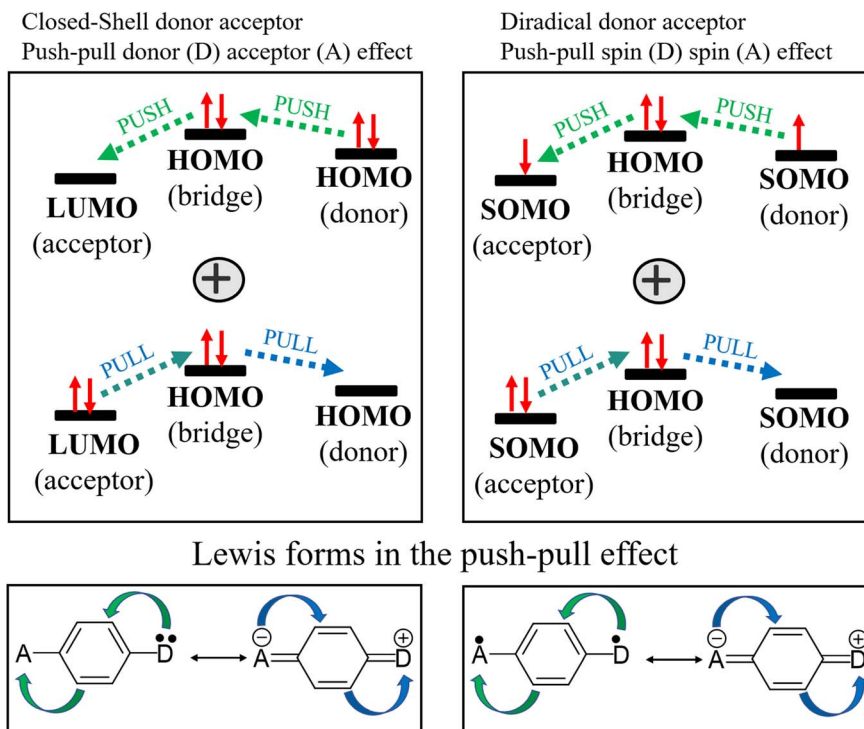 Closed-Shell donor acceptor
Push-pull donor (D) acceptor (A) effect
PUSH
PUSH
HOMO
(bridge)
LUMO
(acceptor)
HOMO
(donor)
+
PULL
PULL
HOMO
(bridge)
LUMO
(acceptor)
HOMO
(donor)
Diradical donor acceptor
Push-pull spin (D) spin (A) effect
PUSH
PUSH
HOMO
(bridge)
SOMO
(acceptor)
SOMO
(donor)
+
PULL
PULL
HOMO
(bridge)
SOMO
(acceptor)
SOMO
(donor)
Lewis forms in the push-pull effect
A D A D
A D A D